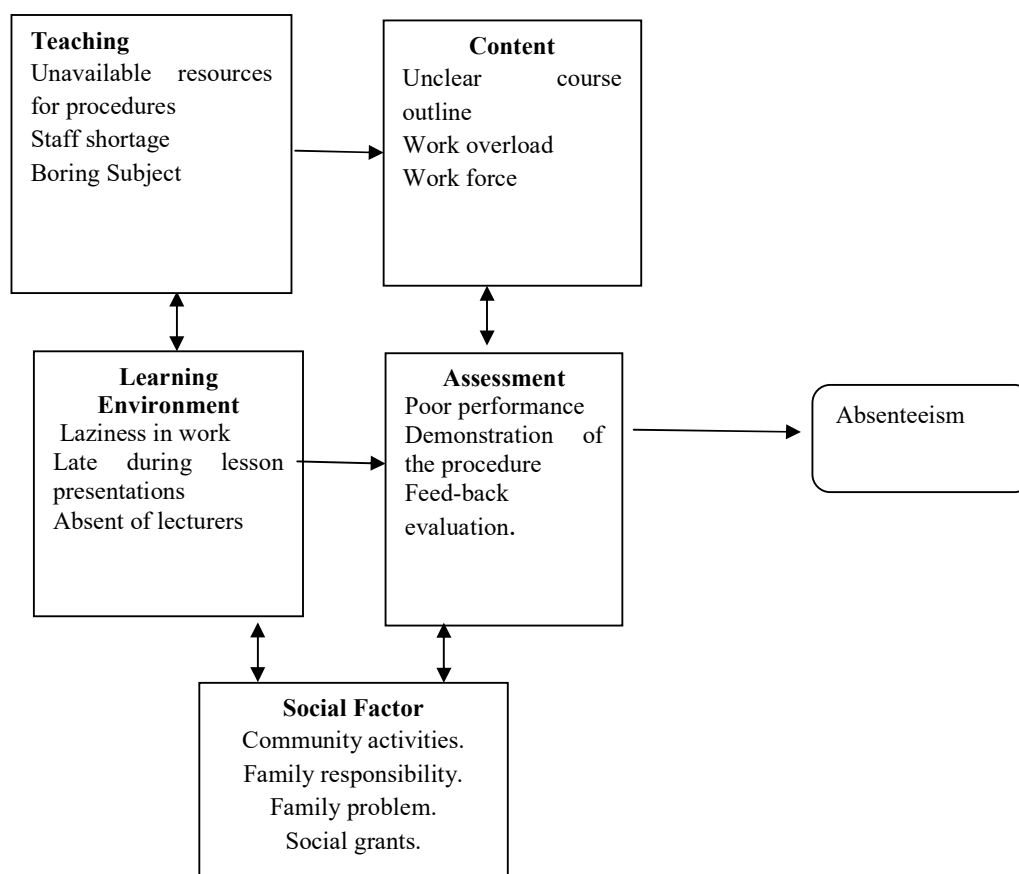 Teaching
Unavailable resources
for procedures
Staff shortage
Boring Subject
Content
Unclear course
outline
Work overload
Work force
Learning
Environment
Laziness in work
Late during lesson
presentations
Absent of lecturers
Assessment
Poor performance
Demonstration of
the procedure
Feed-back
evaluation.
Absenteeism
Social Factor
Community activities.
Family responsibility.
Family problem.
Social grants.